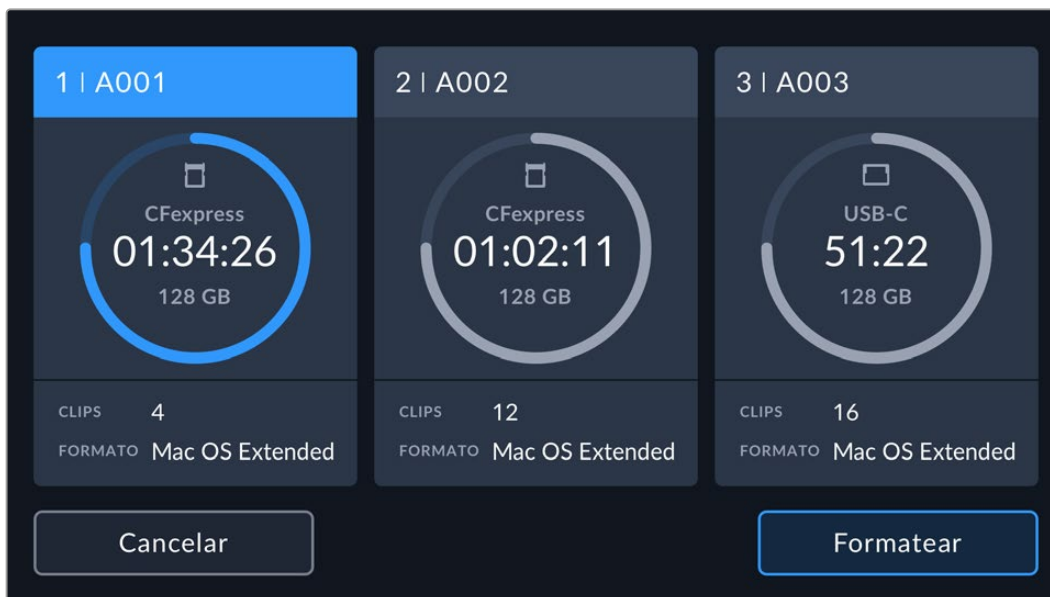 1 | A001
CFexpress
01:34:26
128 GB
CLIPS 4
FORMATO Mac OS Extended
2 | A002
CFexpress
01:02:11
128 GB
CLIPS 12
FORMATO Mac OS Extended
3 | A003
USB-C
51:22
128 GB
CLIPS 16
FORMATO Mac OS Extended
Cancelar
Formatear